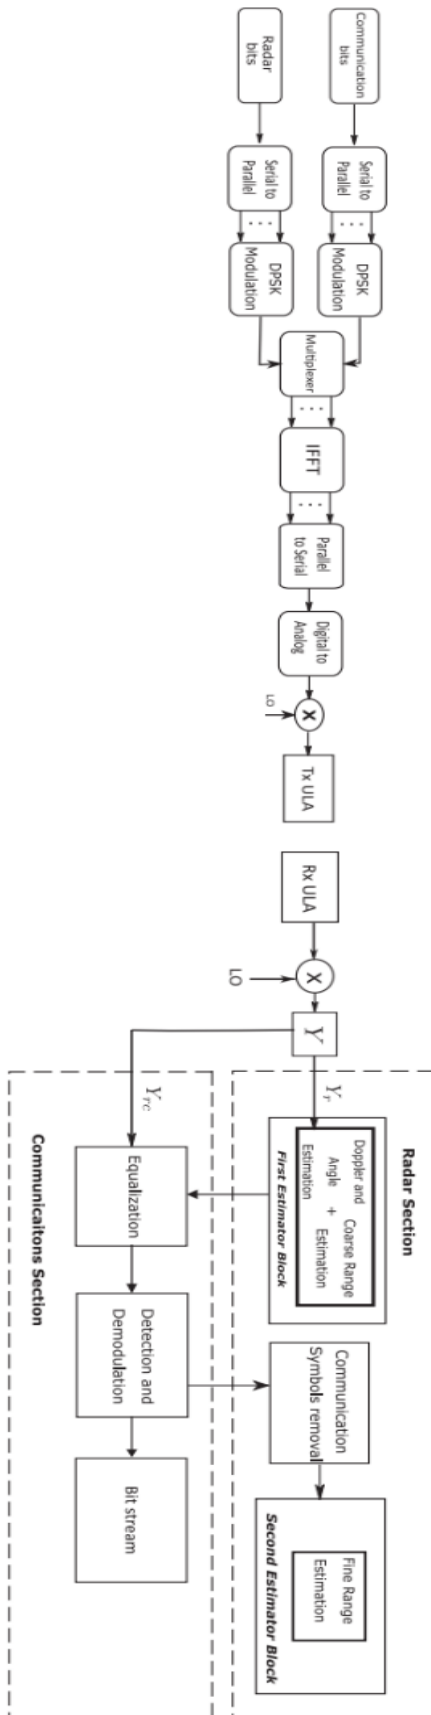 Communication
bits
Serial to
Parallel
DPSK
Modulation
Radar
bits
Serial to
Parallel
DPSK
Modulation
Multiplexer
IFFT
Parallel
to Serial
Digital to
Analog
X
LO
Tx ULA
Rx ULA
X
LO
Y
Y_r
Y_rc
Radar Section
Doppler and
Angle
Estimation
+
Coarse Range
Estimation
First Estimator Block
Communication
Symbols removal
Fine Range
Estimation
Second Estimator Block
Equalization
Detection and
Demodulation
Bit stream
Communicaitons Section